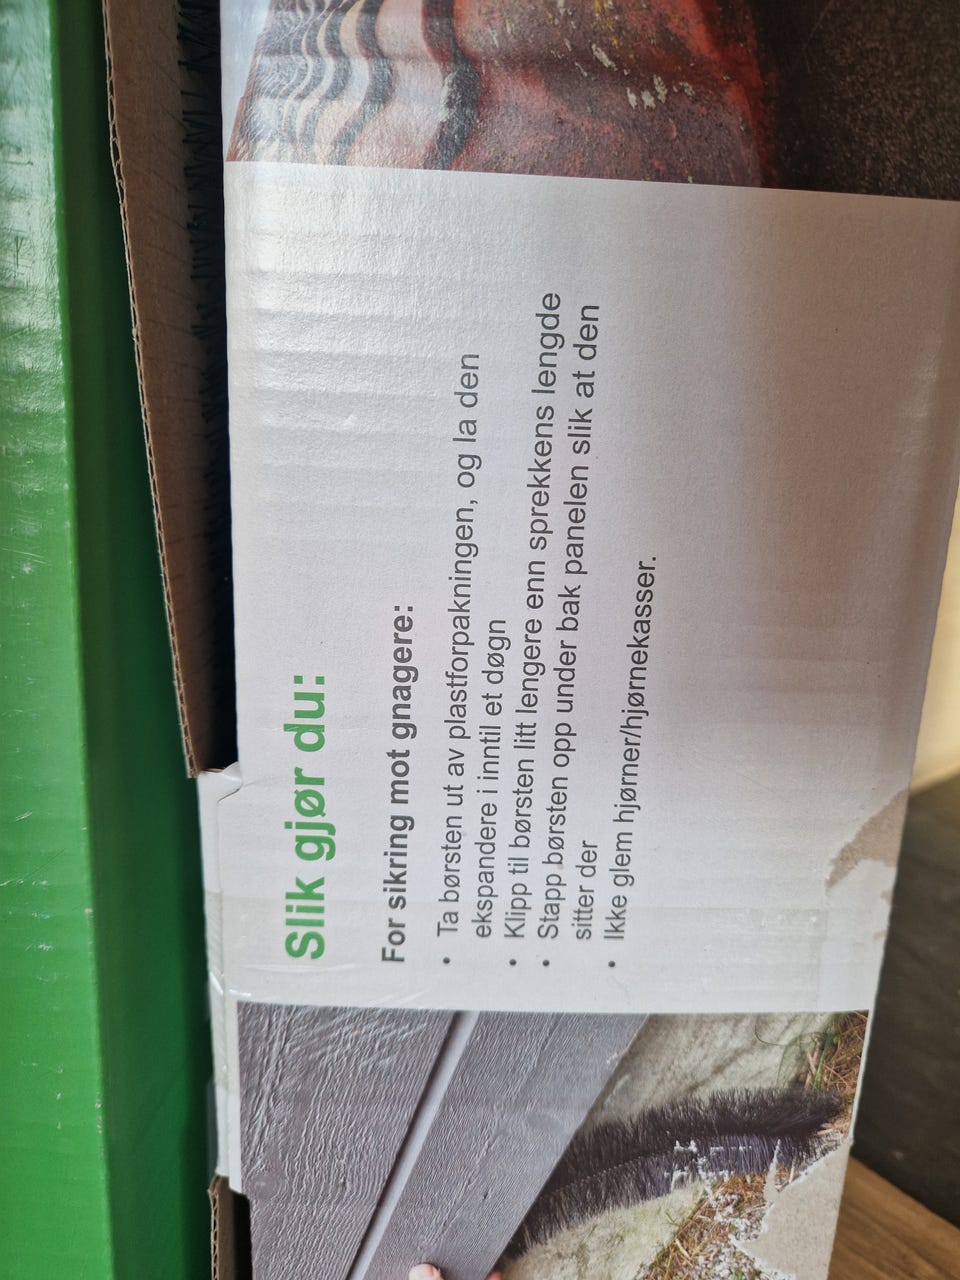 Slik gjør du:
For sikring mot gnagere:
• Ta børsten ut av plastforpakningen, og la den
ekspandere i inntil et døgn
• Klipp til børsten litt lengere enn sprekkens lengde
• Stapp børsten opp under bak panelen slik at den
sitter der
• Ikke glem hjørner/hjørnekasser.